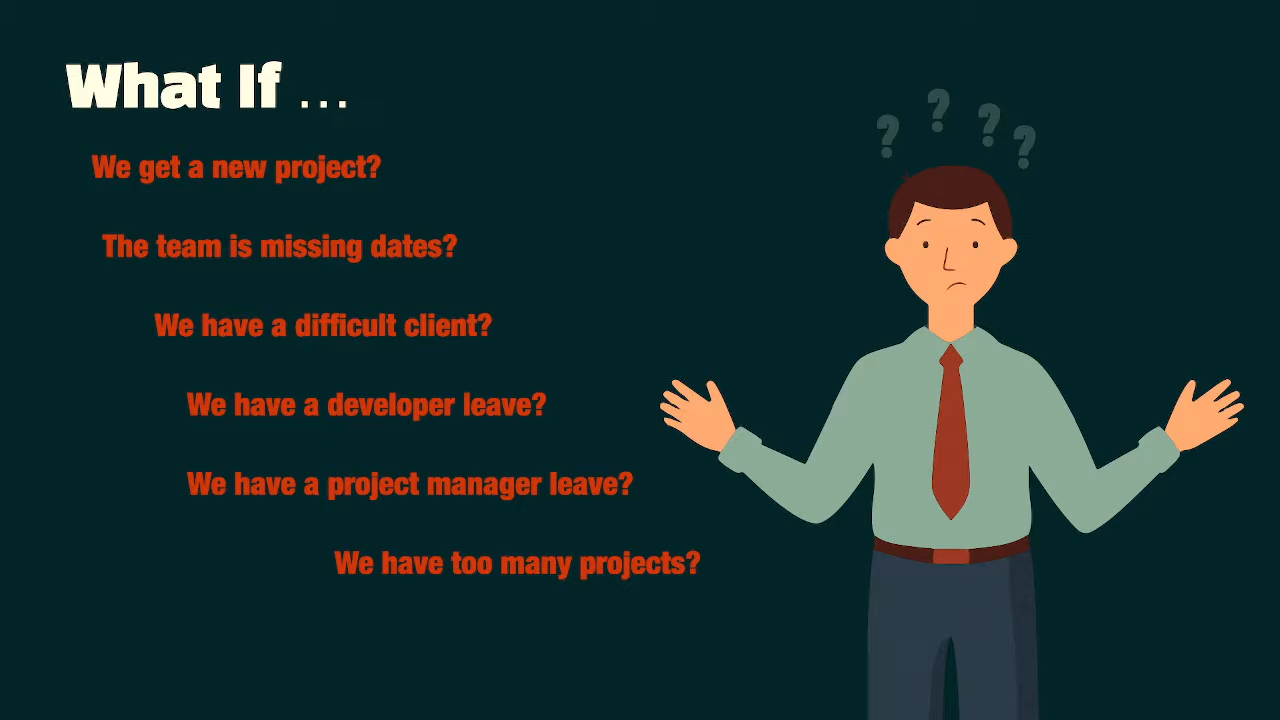 What If ...
We get a new project?
The team is missing dates?
We have a difficult client?
We have a developer leave?
We have a project manager leave?
We have too many projects?
? ? ? ?